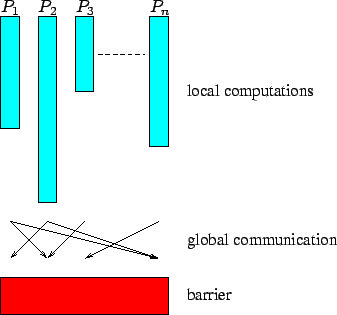 P1 P2 P3 Pn
local computations
global communication
barrier